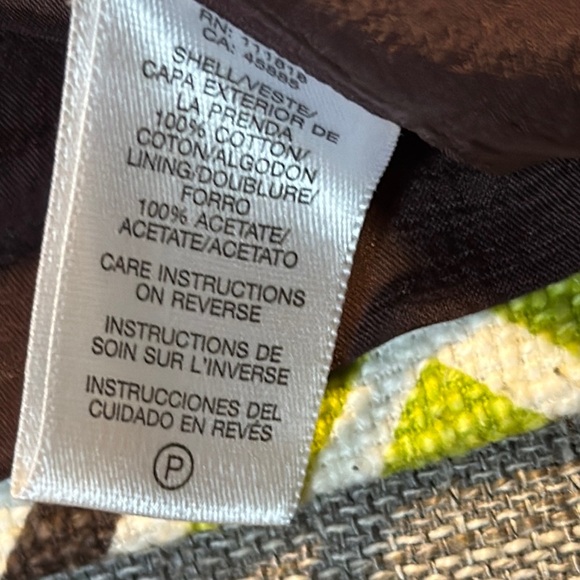 RN: 111818
CA: 45885
SHELL/VESTE/
CAPA EXTERIOR DE
LA PRENDA
100% COTTON/
COTON/ALGODON
LINING/DOUBLURE/
FORRO
100% ACETATE/
ACETATE/ACETATO
CARE INSTRUCTIONS
ON REVERSE
INSTRUCTIONS DE
SOIN SUR L'INVERSE
INSTRUCCIONES DEL
CUIDADO EN REVÉS
P